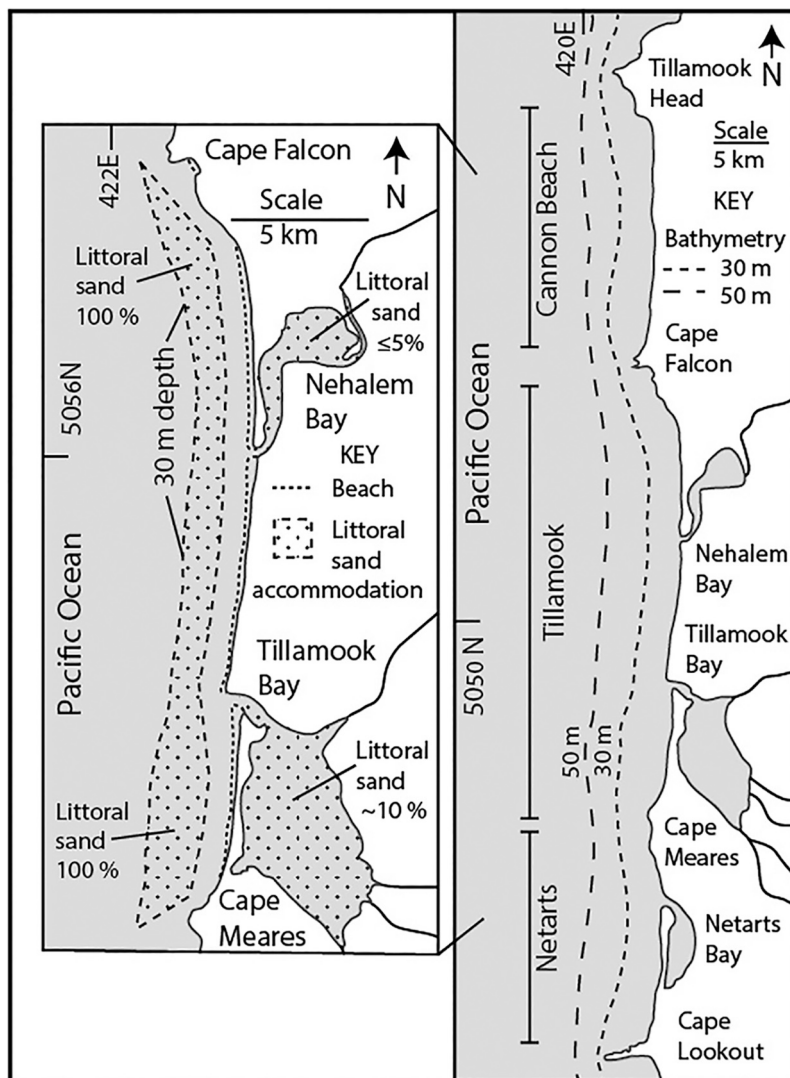 Cape Falcon
422E
N
Scale
5 km
Littoral
sand
100 %
Littoral
sand
≤5%
5056N
30 m depth
Nehalem
Bay
KEY
Beach
Littoral
sand
accommodation
Pacific Ocean
Tillamook
Bay
Littoral
sand
~10 %
Littoral
sand
100 %
Cape
Meares
420E
N
Tillamook
Head
Scale
5 km
KEY
Bathymetry
30 m
50 m
Cannon Beach
Cape
Falcon
Pacific Ocean
Tillamook
Nehalem
Bay
Tillamook
Bay
5050 N
50 m
30 m
Cape
Meares
Netarts
Netarts
Bay
Cape
Lookout